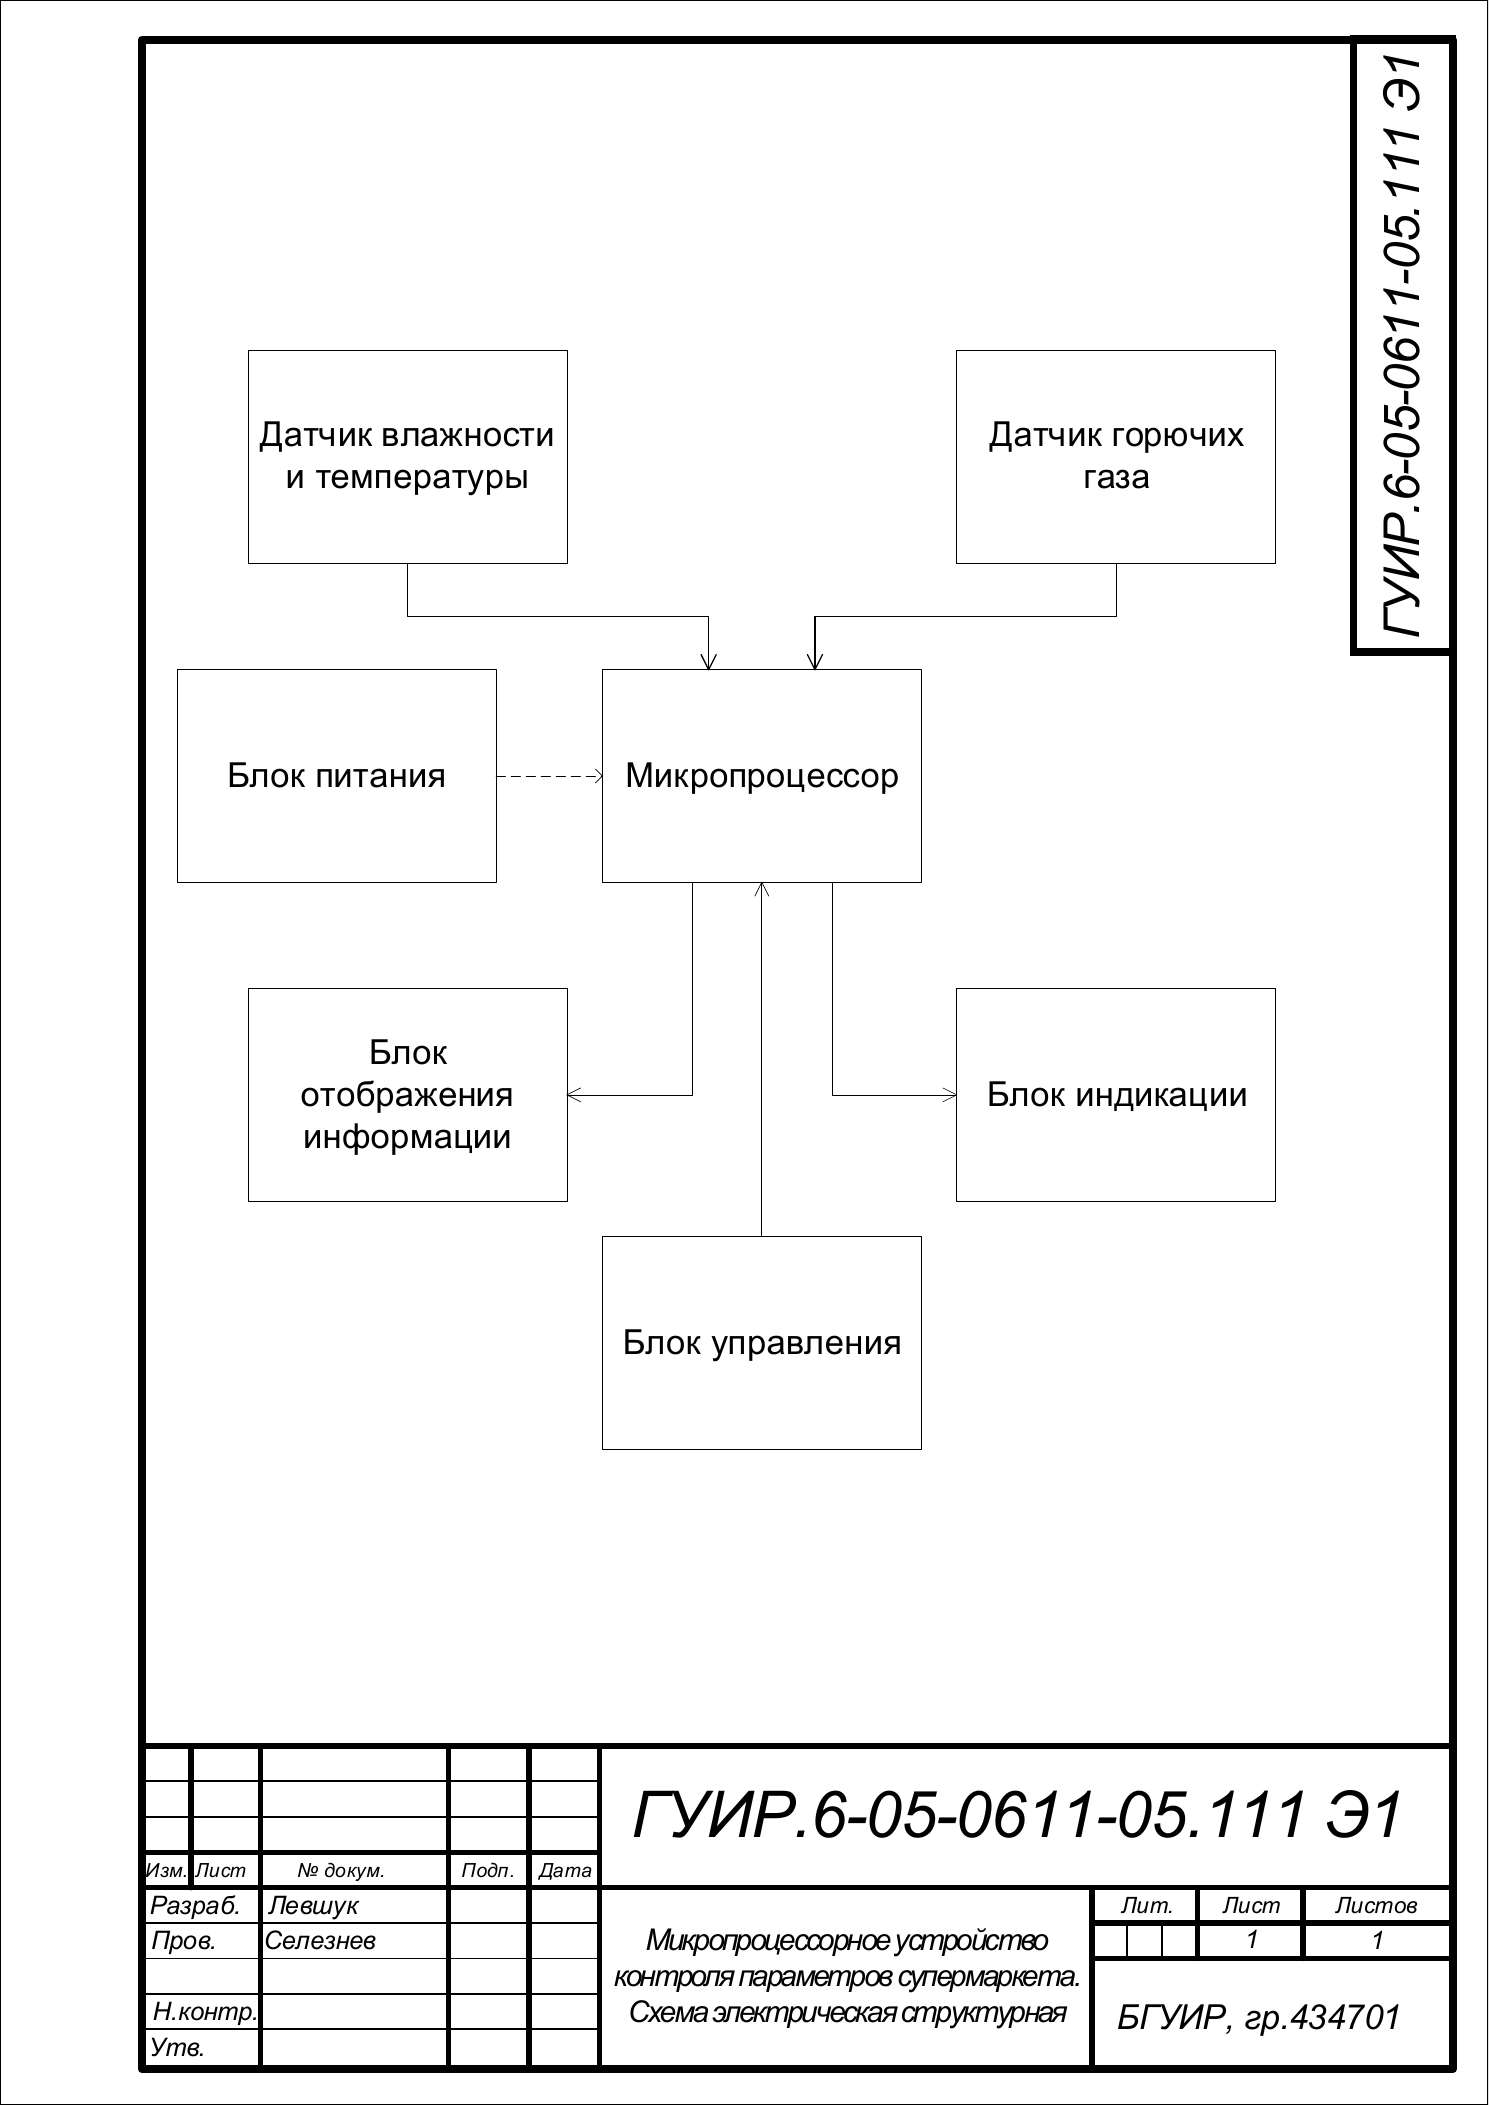 ГУИР.6-05-0611-05.111 Э1
Датчик влажности
и температуры
Датчик горючих
газа
Блок питания
Микропроцессор
Блок
отображения
информации
Блок индикации
Блок управления
ГУИР.6-05-0611-05.111 Э1
Изм. Лист № докум. Подп. Дата
Разраб. Левшук
Пров. Селезнев
Н.контр.
Утв.
Микропроцессорное устройство
контроля параметров супермаркета.
Схема электрическая структурная
Лит. Лист Листов
1 1
БГУИР, гр.434701